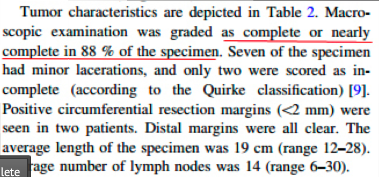 Tumor characteristics are depicted in Table 2. Macro-
scopic examination was graded as complete or nearly
complete in 88 % of the specimen. Seven of the specimen
had minor lacerations, and only two were scored as in-
complete (according to the Quirke classification) [9].
Positive circumferential resection margins (<2 mm) were
seen in two patients. Distal margins were all clear. The
average length of the specimen was 19 cm (range 12–28).
rage number of lymph nodes was 14 (range 6–30).
lete